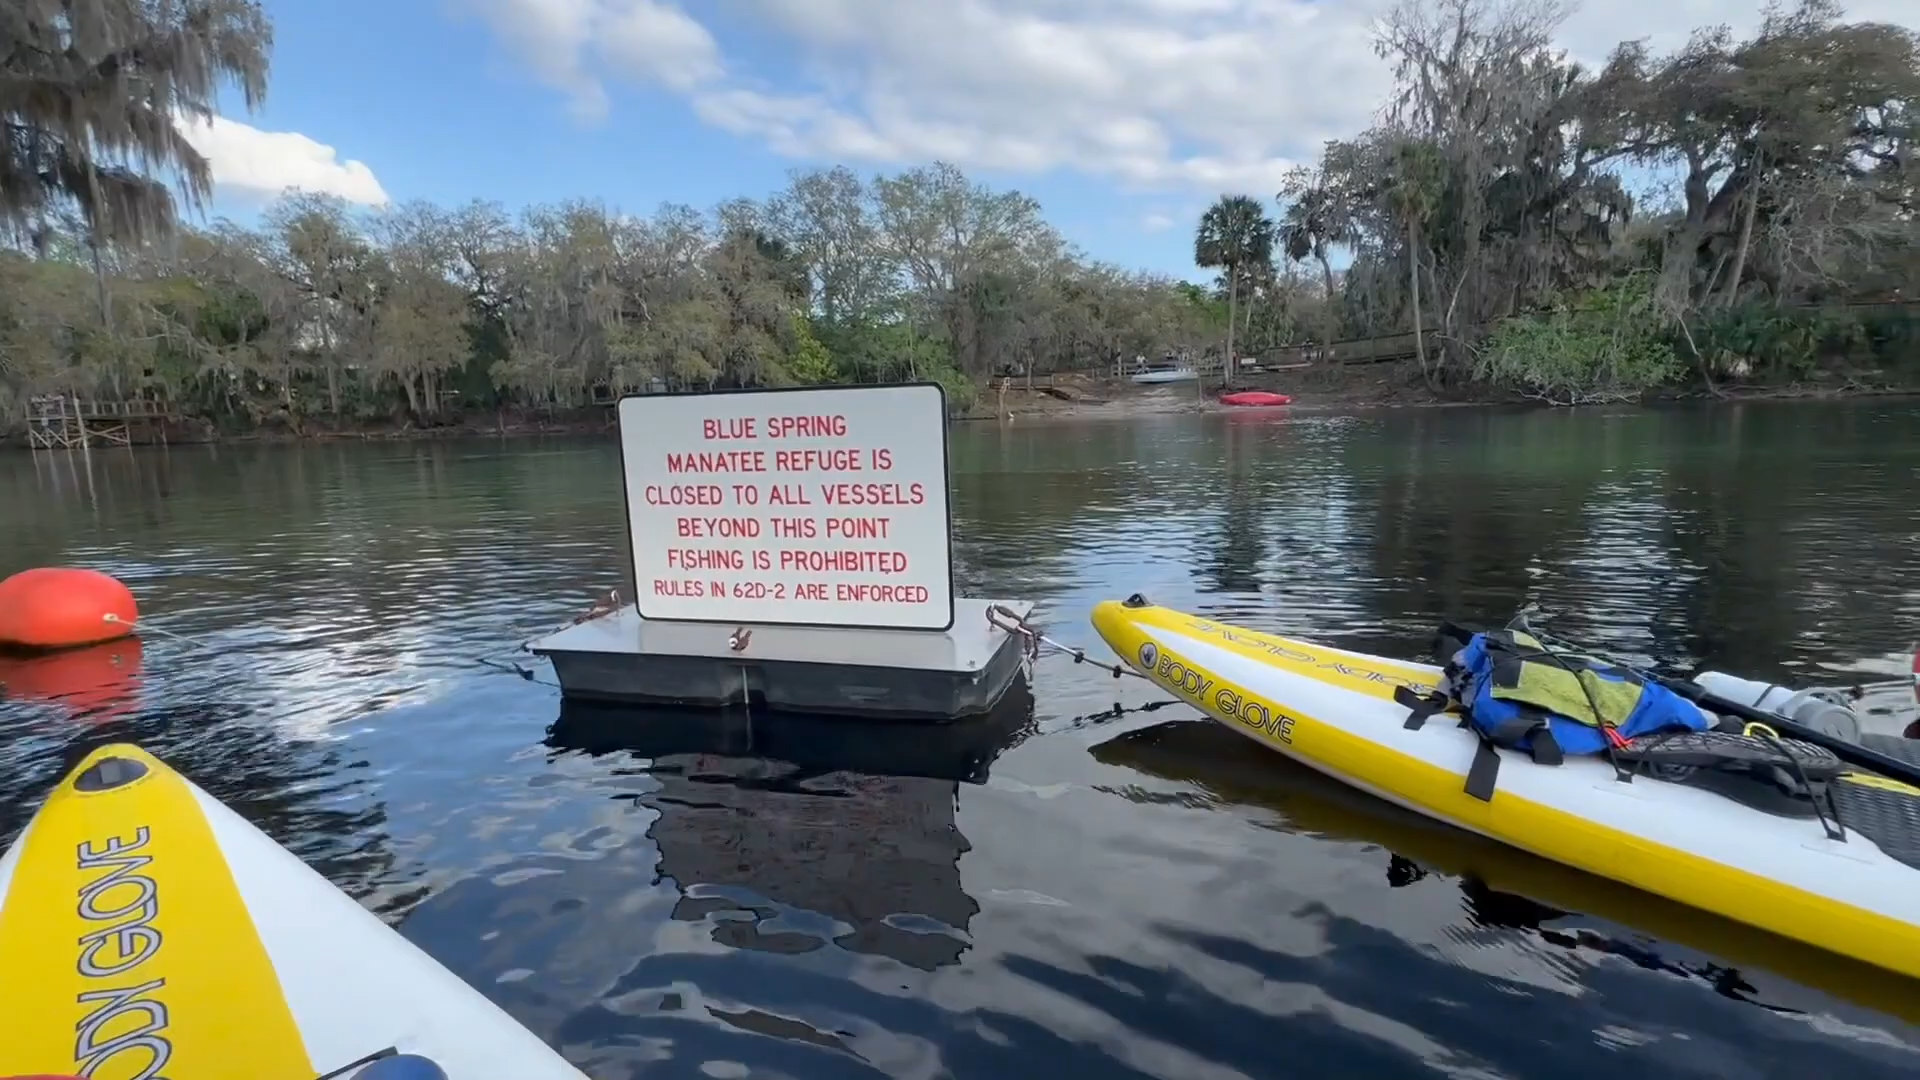 BLUE SPRING
MANATEE REFUGE IS
CLOSED TO ALL VESSELS
BEYOND THIS POINT
FISHING IS PROHIBITED
RULES IN 62D-2 ARE ENFORCED
BODY GLOVE
BODY GLOVE
ODY GLOVE